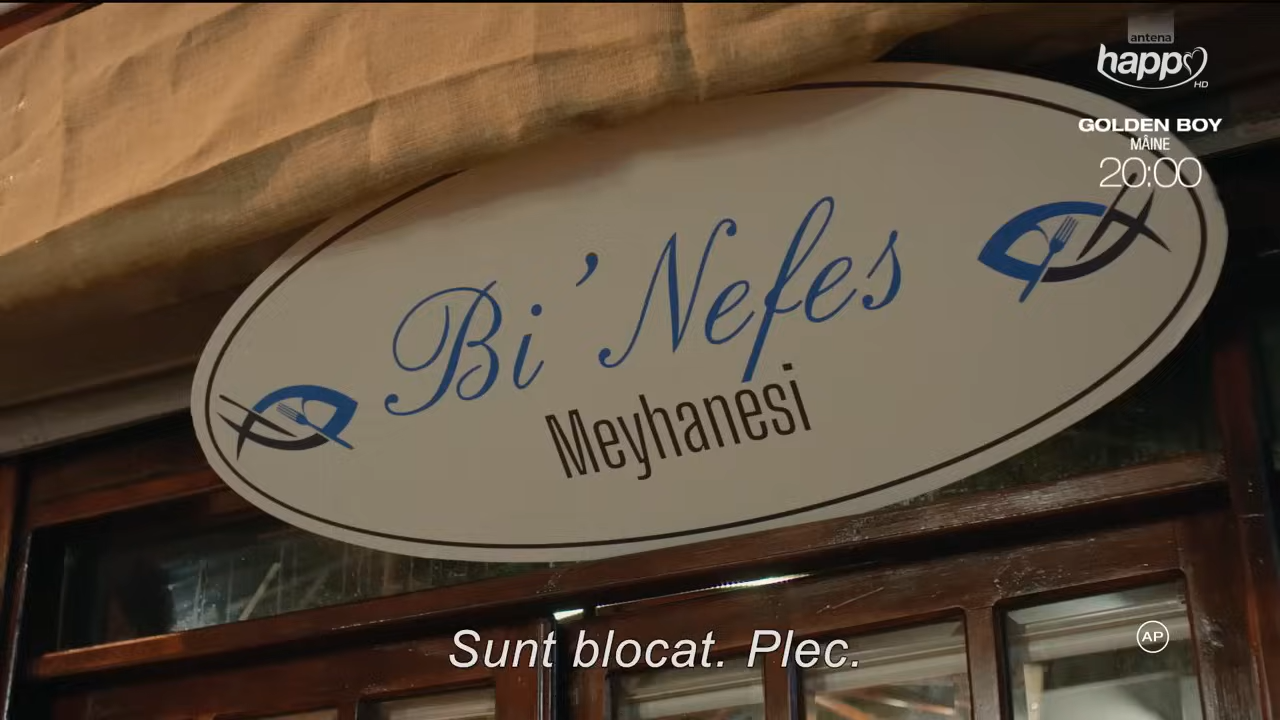 antena
happy
HD
GOLDEN BOY
MÂINE
20:00
Bi' Nefes
Meyhanesi
Sunt blocat. Plec.
AP